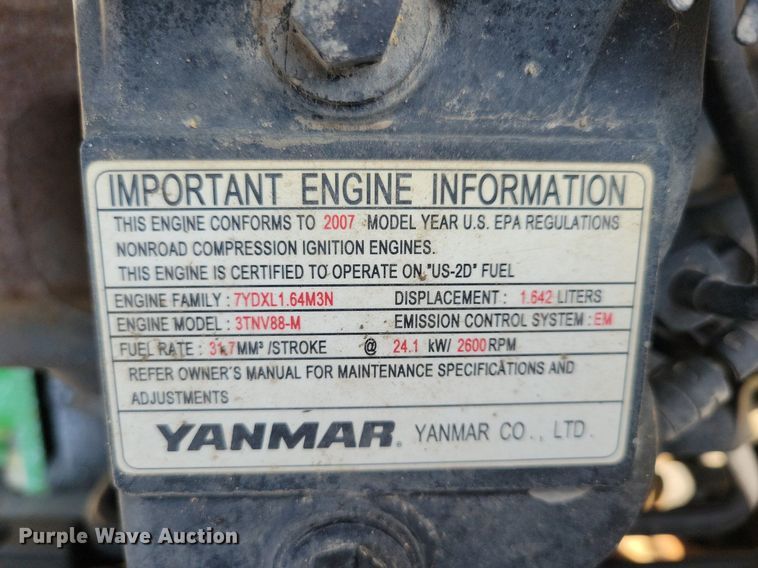 IMPORTANT ENGINE INFORMATION
THIS ENGINE CONFORMS TO 2007 MODEL YEAR U.S. EPA REGULATIONS
NONROAD COMPRESSION IGNITION ENGINES.
THIS ENGINE IS CERTIFIED TO OPERATE ON "US-2D" FUEL
ENGINE FAMILY : 7YDXL1.64M3N DISPLACEMENT : 1.642 LITERS
ENGINE MODEL : 3TNV88-M EMISSION CONTROL SYSTEM : EM
FUEL RATE : 31.7 MM³ /STROKE @ 24.1 kW/ 2600 RPM
REFER OWNER'S MANUAL FOR MAINTENANCE SPECIFICATIONS AND
ADJUSTMENTS
YANMAR. YANMAR CO., LTD.
Purple Wave Auction